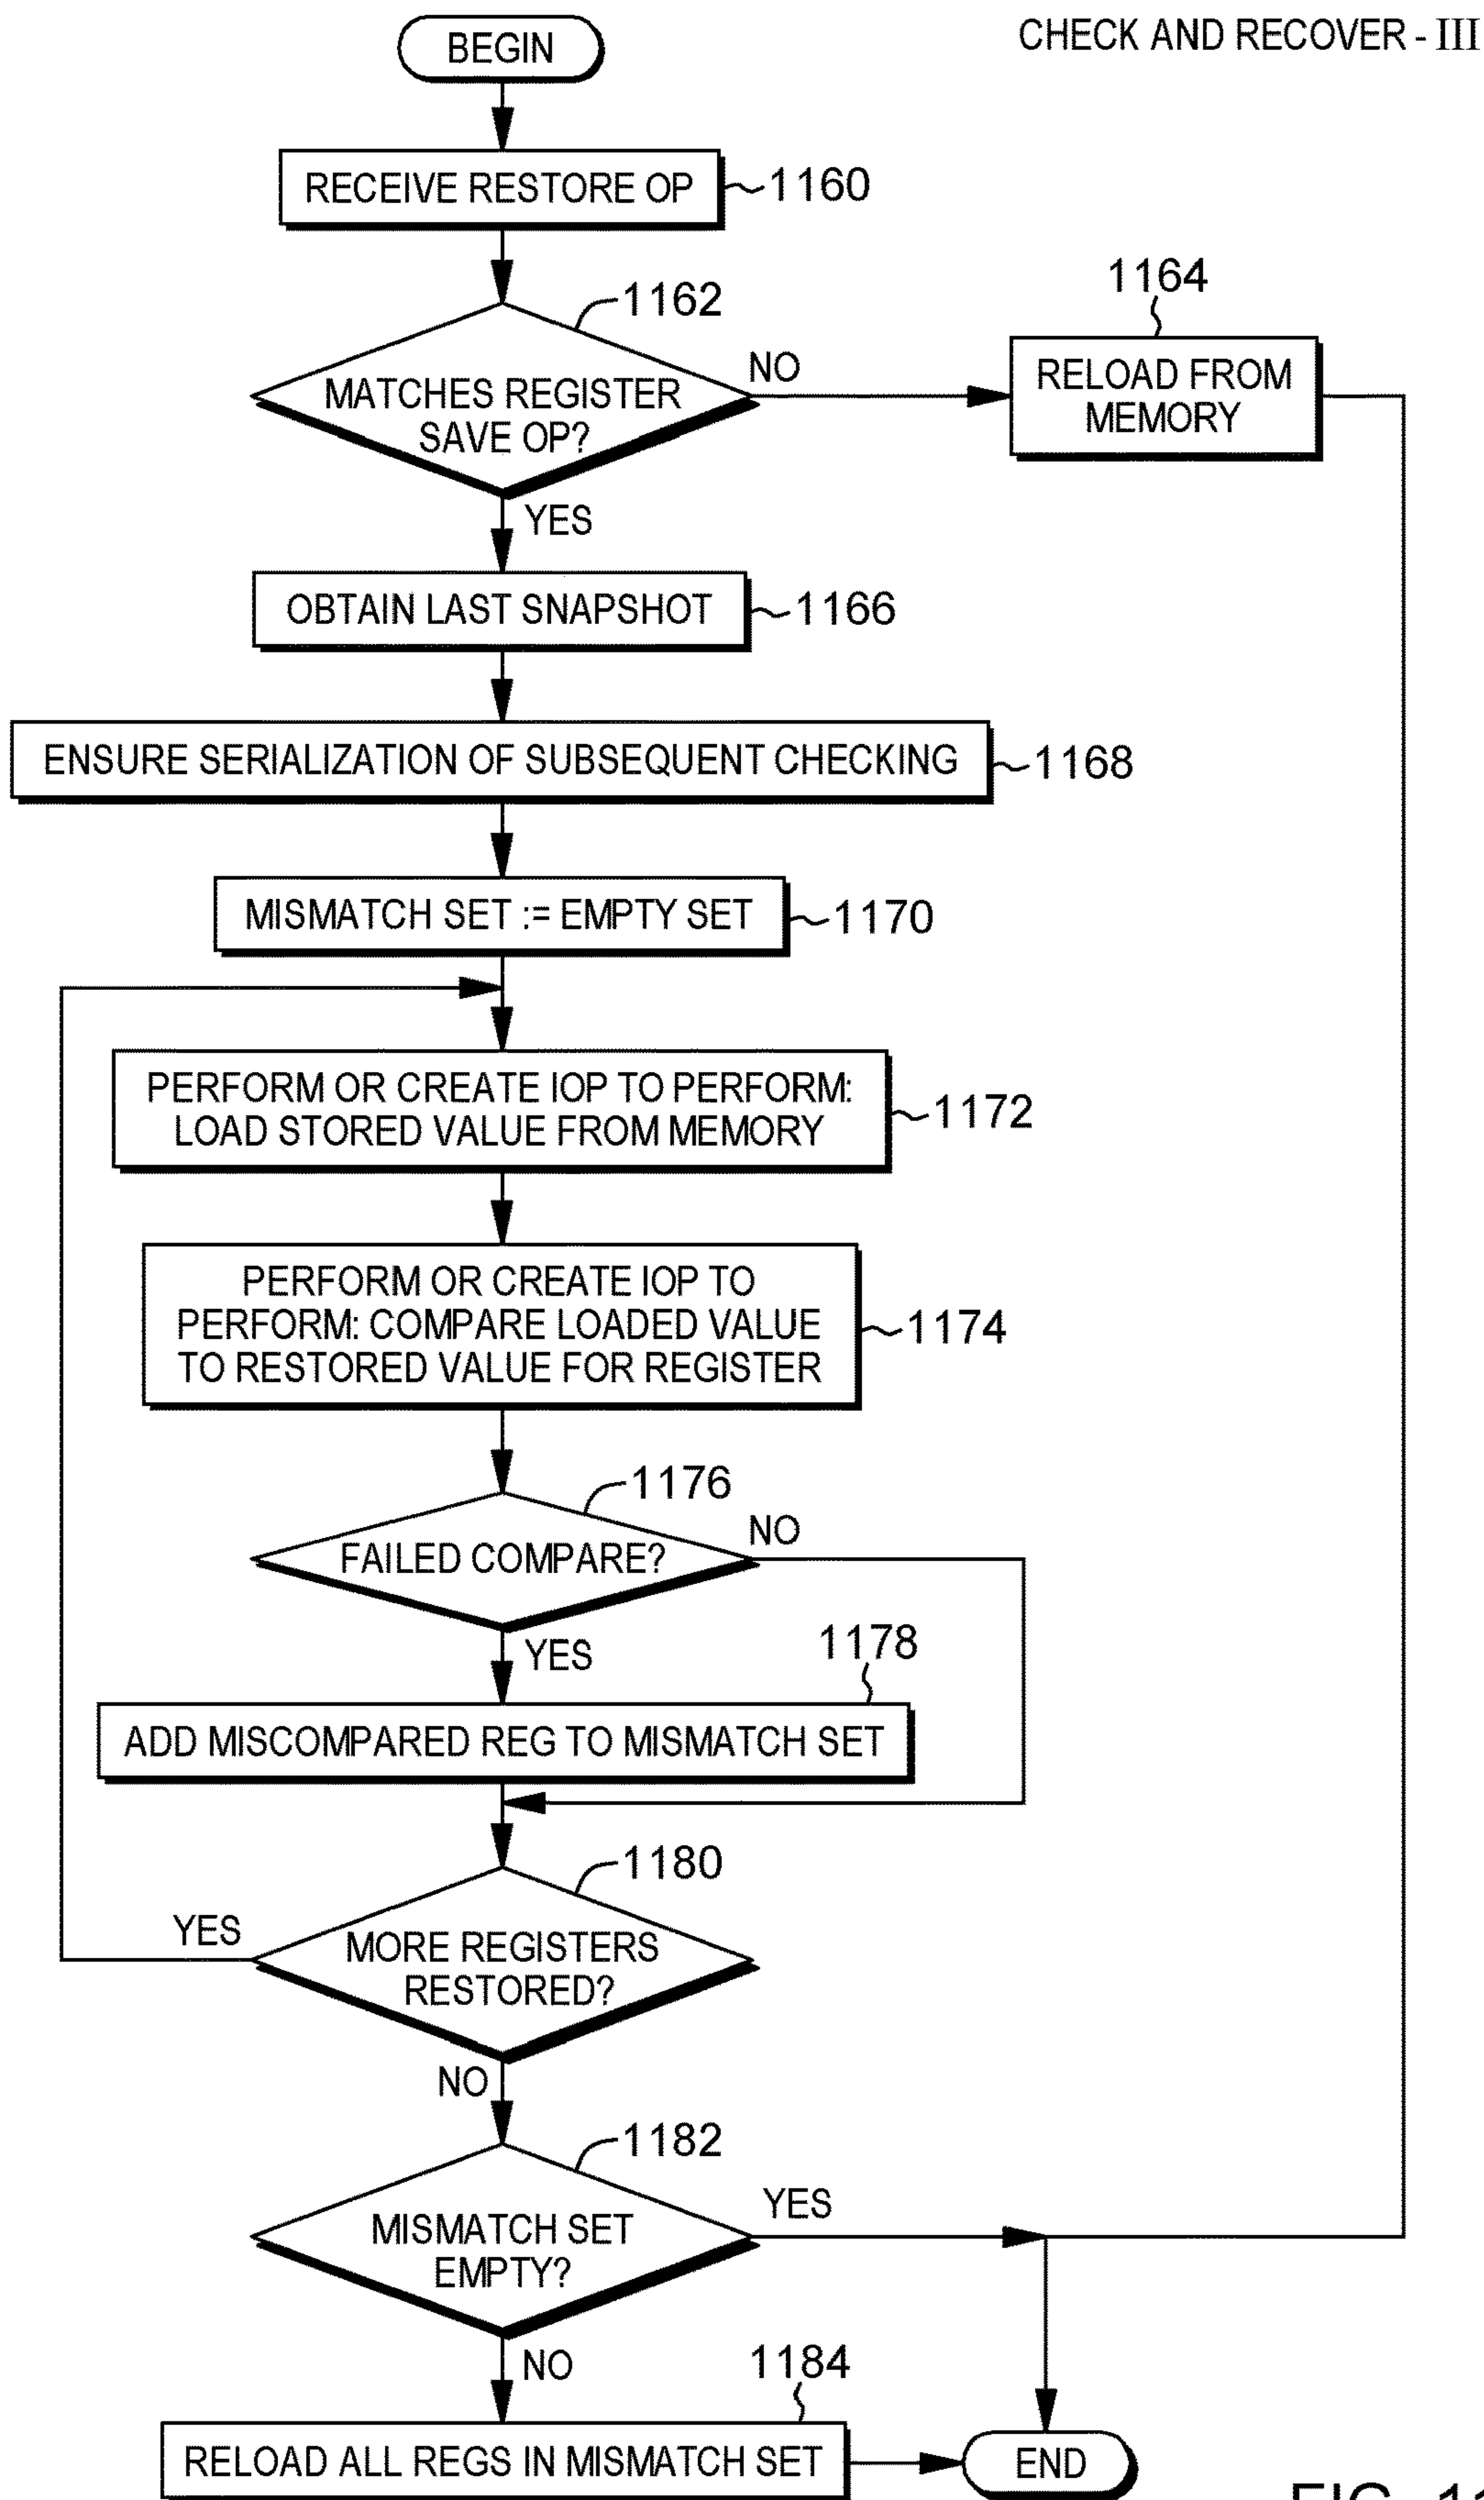 CHECK AND RECOVER - III
BEGIN
RECEIVE RESTORE OP
1160
1162
MATCHES REGISTER
SAVE OP?
NO
1164
RELOAD FROM
MEMORY
YES
OBTAIN LAST SNAPSHOT
1166
ENSURE SERIALIZATION OF SUBSEQUENT CHECKING
1168
MISMATCH SET := EMPTY SET
1170
PERFORM OR CREATE IOP TO PERFORM:
LOAD STORED VALUE FROM MEMORY
1172
PERFORM OR CREATE IOP TO
PERFORM: COMPARE LOADED VALUE
TO RESTORED VALUE FOR REGISTER
1174
1176
FAILED COMPARE?
NO
YES
1178
ADD MISCOMPARED REG TO MISMATCH SET
1180
MORE REGISTERS
RESTORED?
YES
NO
1182
MISMATCH SET
EMPTY?
YES
NO
1184
RELOAD ALL REGS IN MISMATCH SET
END